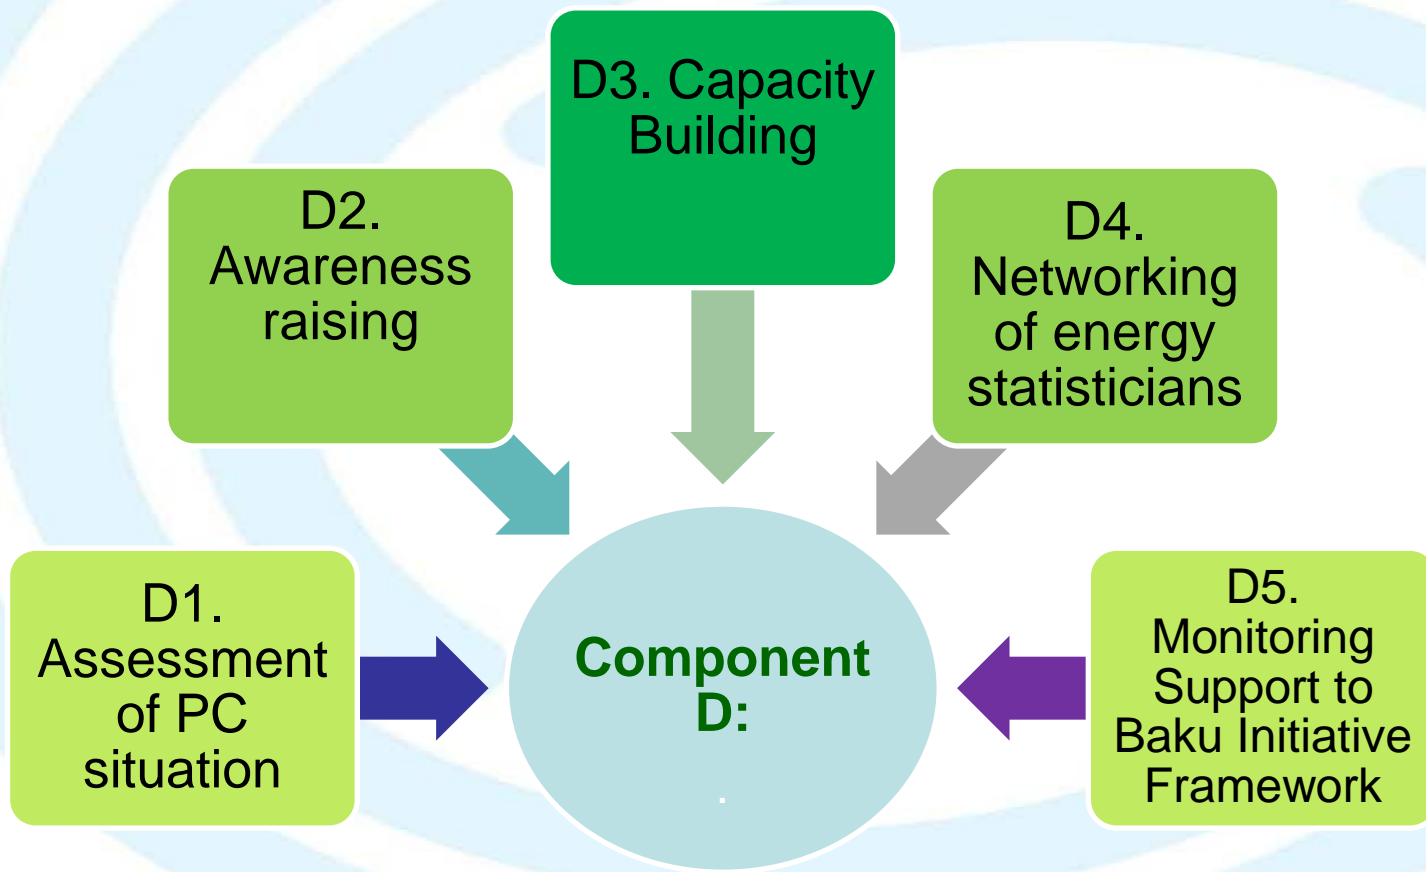 D1.
Assessment
of PC
situation
D2.
Awareness
raising
D3. Capacity
Building
D4.
Networking
of energy
statisticians
D5.
Monitoring
Support to
Baku Initiative
Framework
Component
D:
.